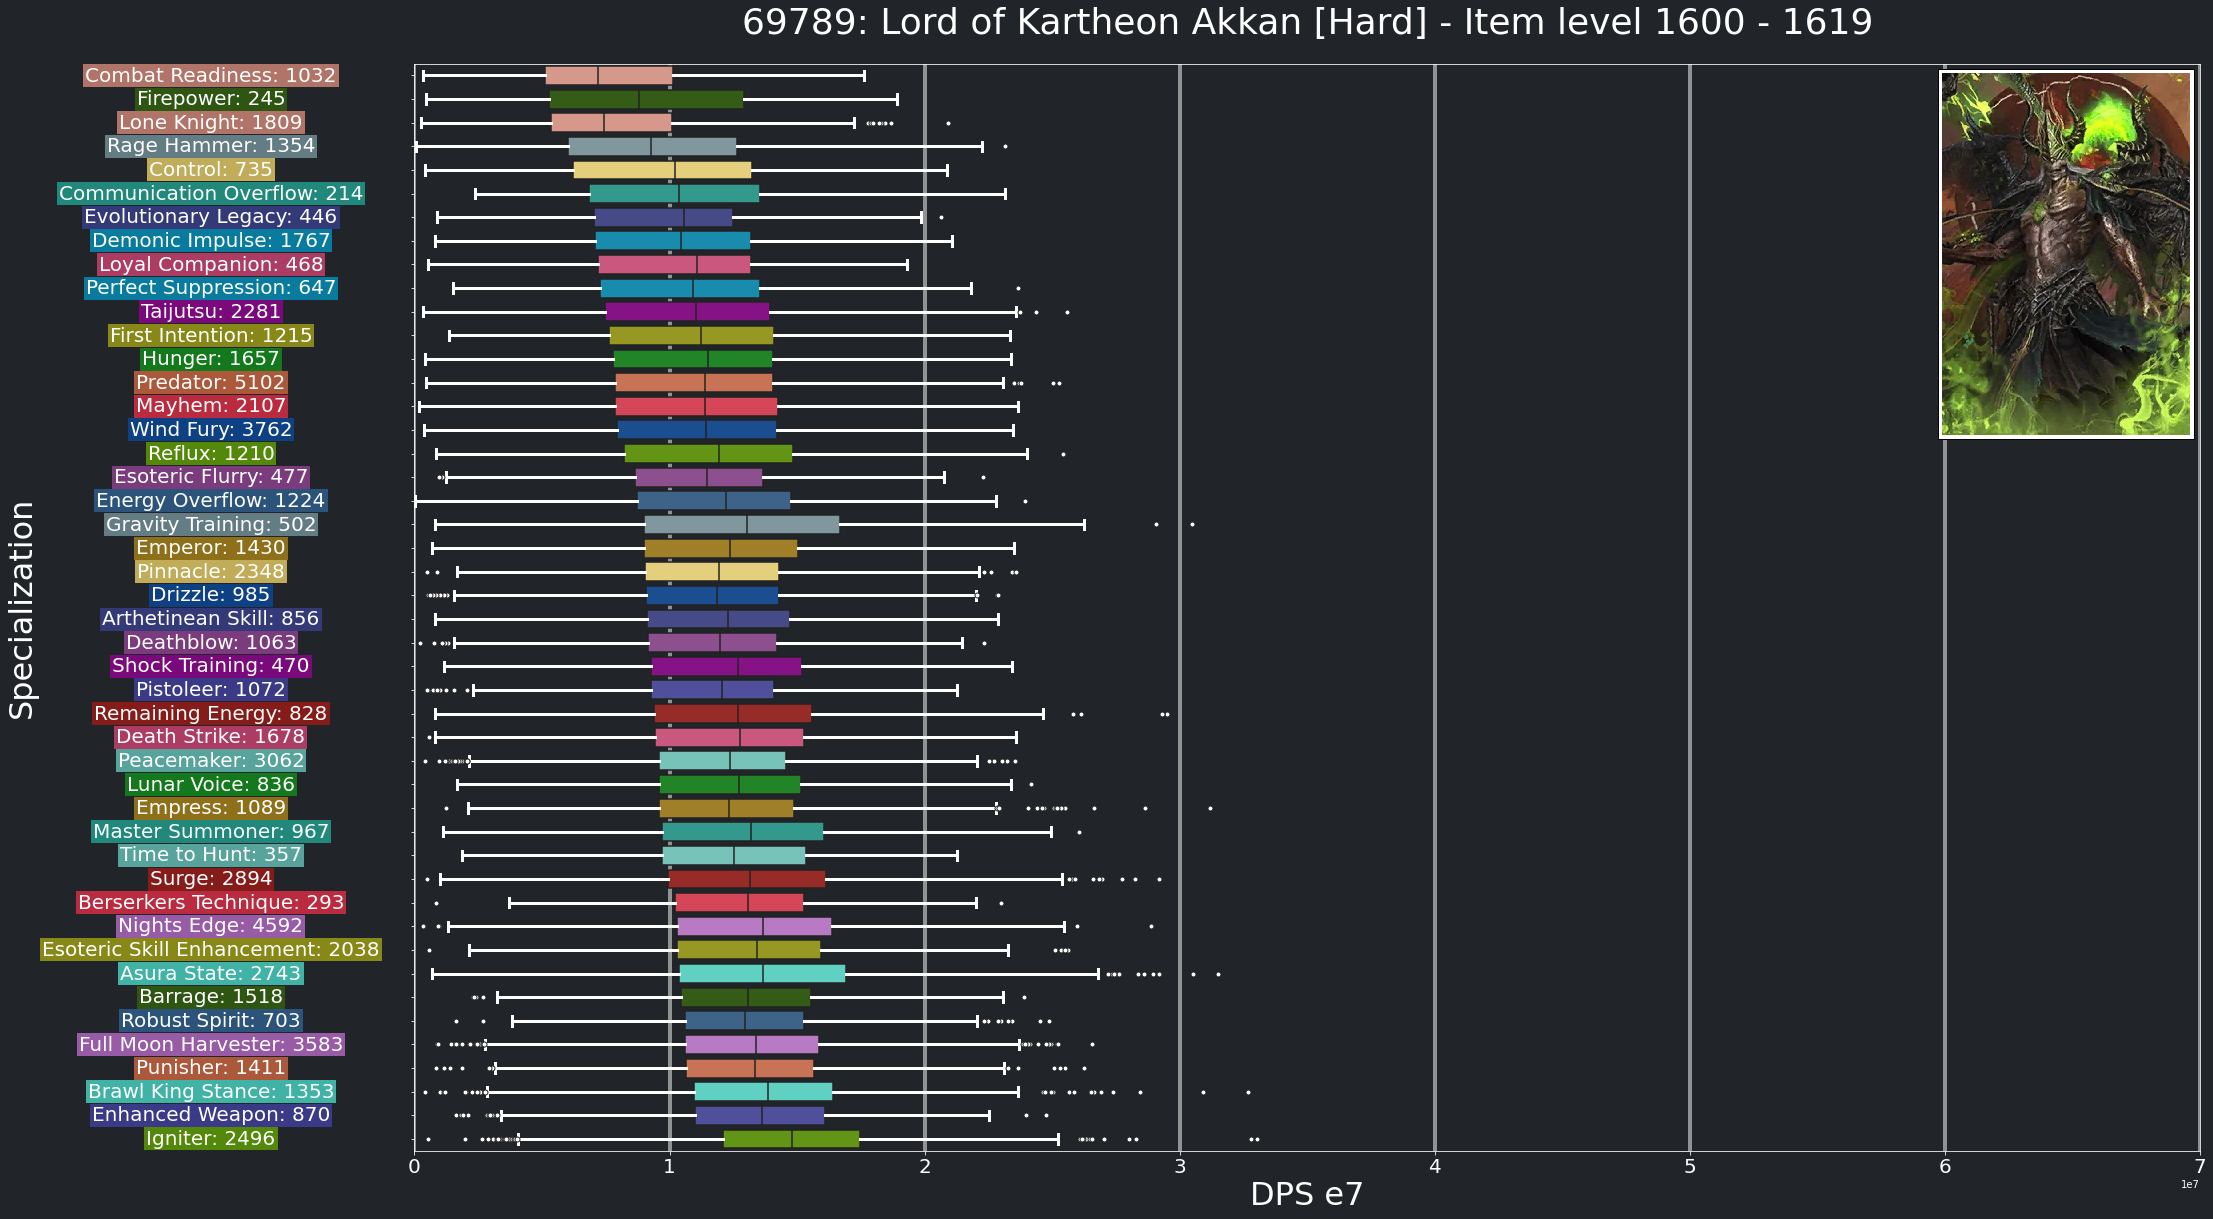 69789: Lord of Kartheon Akkan [Hard] - Item level 1600 - 1619
Specialization
Combat Readiness: 1032
Firepower: 245
Lone Knight: 1809
Rage Hammer: 1354
Control: 735
Communication Overflow: 214
Evolutionary Legacy: 446
Demonic Impulse: 1767
Loyal Companion: 468
Perfect Suppression: 647
Taijutsu: 2281
First Intention: 1215
Hunger: 1657
Predator: 5102
Mayhem: 2107
Wind Fury: 3762
Reflux: 1210
Esoteric Flurry: 477
Energy Overflow: 1224
Gravity Training: 502
Emperor: 1430
Pinnacle: 2348
Drizzle: 985
Arthetinean Skill: 856
Deathblow: 1063
Shock Training: 470
Pistoleer: 1072
Remaining Energy: 828
Death Strike: 1678
Peacemaker: 3062
Lunar Voice: 836
Empress: 1089
Master Summoner: 967
Time to Hunt: 357
Surge: 2894
Berserkers Technique: 293
Nights Edge: 4592
Esoteric Skill Enhancement: 2038
Asura State: 2743
Barrage: 1518
Robust Spirit: 703
Full Moon Harvester: 3583
Punisher: 1411
Brawl King Stance: 1353
Enhanced Weapon: 870
Igniter: 2496
0 1 2 3 4 5 6 7
1e7
DPS e7